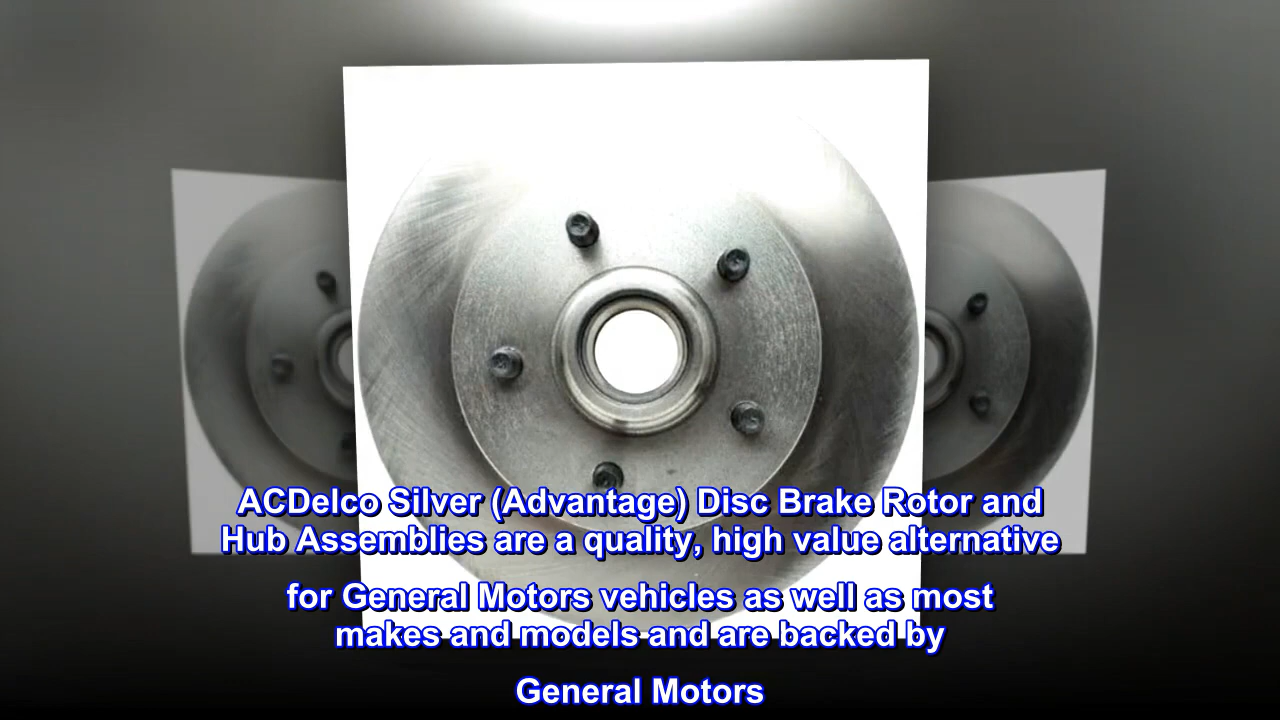 ACDelco Silver (Advantage) Disc Brake Rotor and
Hub Assemblies are a quality, high value alternative
for General Motors vehicles as well as most
makes and models and are backed by
General Motors